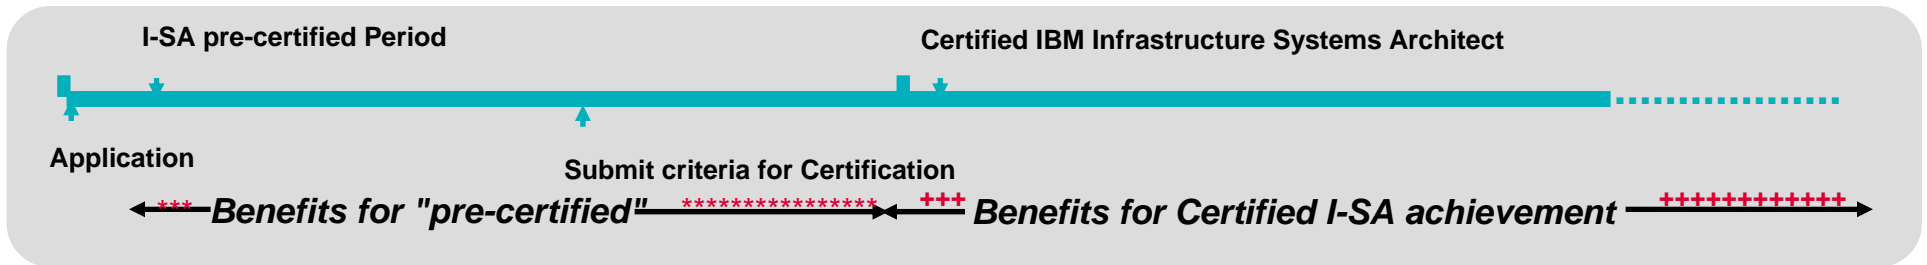 I-SA pre-certified Period
Certified IBM Infrastructure Systems Architect
Application
Submit criteria for Certification
*** Benefits for "pre-certified" **************** +++ Benefits for Certified I-SA achievement ++++++++++++